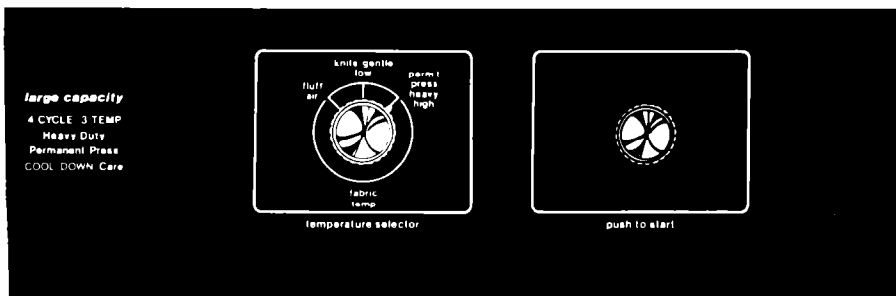 large capacity
4 CYCLE 3 TEMP
Heavy Duty
Permanent Press
COOL DOWN Care
knits gentle
low
fluff
air
perm't
press
heavy
high
fabric
temp
temperature selector
push to start